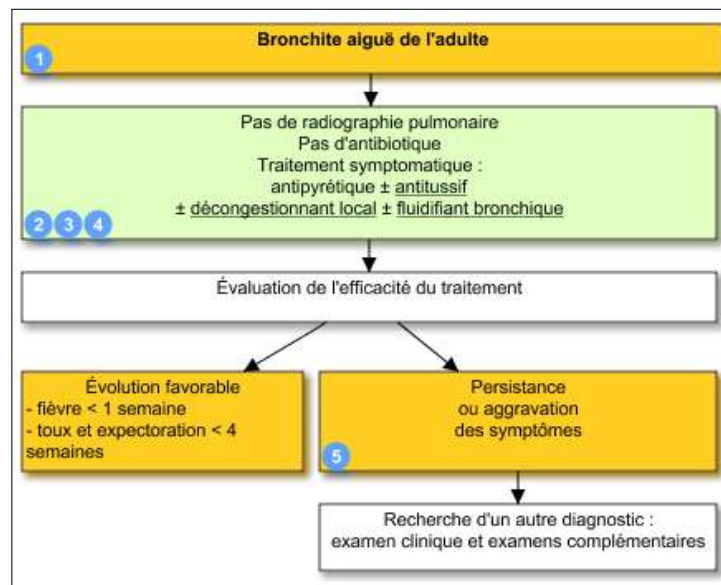 Bronchite aiguë de l'adulte
1
Pas de radiographie pulmonaire
Pas d'antibiotique
Traitement symptomatique :
antipyrétique ± antitussif
± décongestionnant local ± fluidifiant bronchique
2 3 4
Évaluation de l'efficacité du traitement
Évolution favorable
- fièvre < 1 semaine
- toux et expectoration < 4
semaines
Persistance
ou aggravation
des symptômes
5
Recherche d'un autre diagnostic :
examen clinique et examens complémentaires